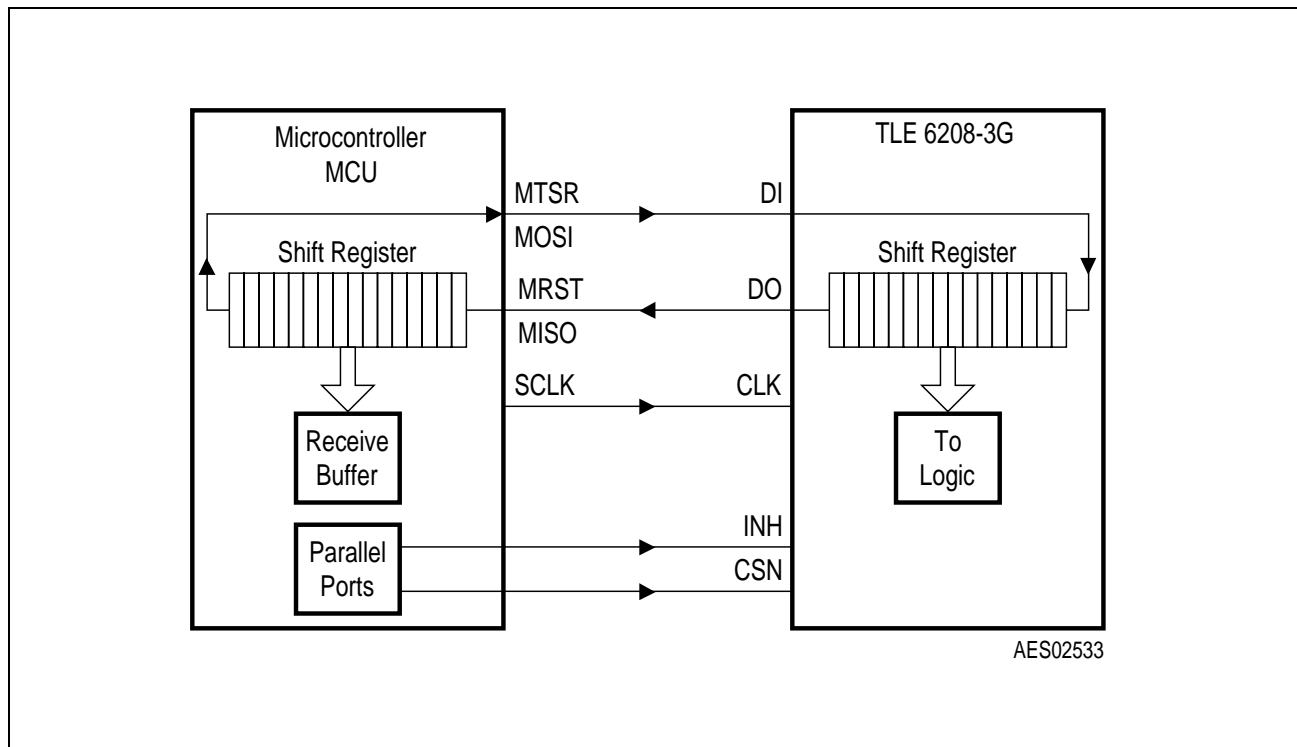 Microcontroller
MCU
TLE 6208-3G
MTSR
DI
MOSI
Shift Register
Shift Register
MRST
DO
MISO
SCLK
CLK
Receive
Buffer
To
Logic
INH
Parallel
Ports
CSN
AES02533